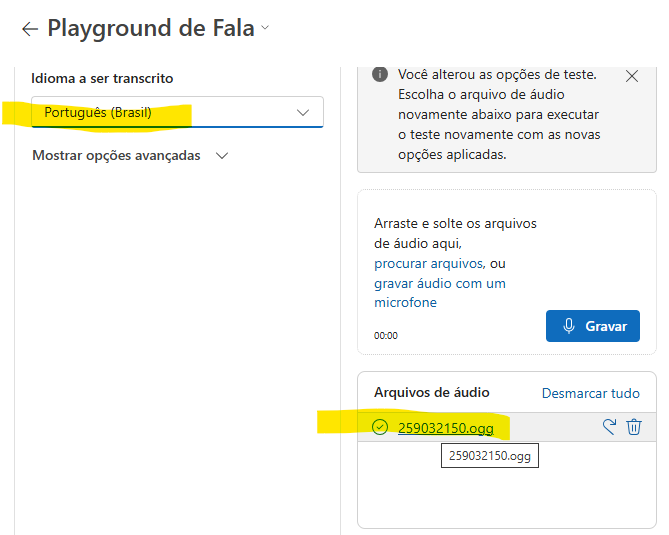 Playground de Fala
Idioma a ser transcrito
Português (Brasil)
Mostrar opções avançadas
Você alterou as opções de teste.
Escolha o arquivo de áudio
novamente abaixo para executar
o teste novamente com as novas
opções aplicadas.
Arraste e solte os arquivos
de áudio aqui,
procurar arquivos, ou
gravar áudio com um
microfone
00:00
Gravar
Arquivos de áudio
Desmarcar tudo
259032150.ogg
259032150.ogg